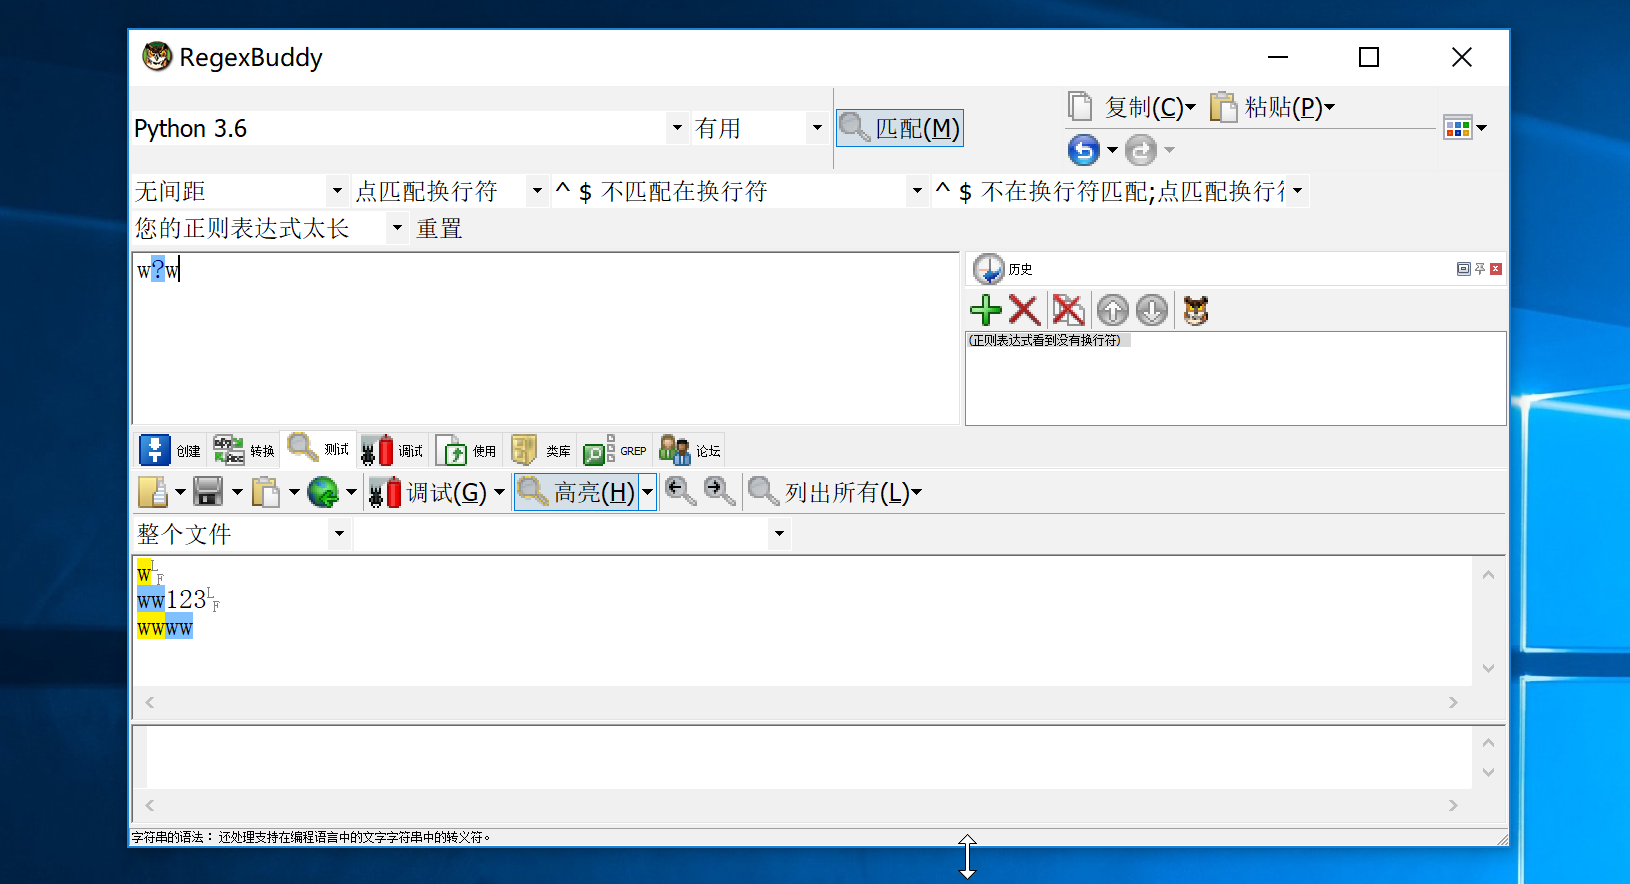 RegexBuddy
复制(C) 粘贴(P)
Python 3.6 有用 匹配(M)
无间距 点匹配换行符 ^ $ 不匹配在换行符 ^ $ 不在换行符匹配;点匹配换行
您的正则表达式太长 重置
w?w
历史
(正则表达式看到没有换行符)
创建 转换 测试 调试 使用 类库 GREP 论坛
调试(G) 高亮(H) 列出所有(L)
整个文件
wLF
ww123LF
wwww
字符串的语法：还处理支持在编程语言中的文字字符串中的转义符。